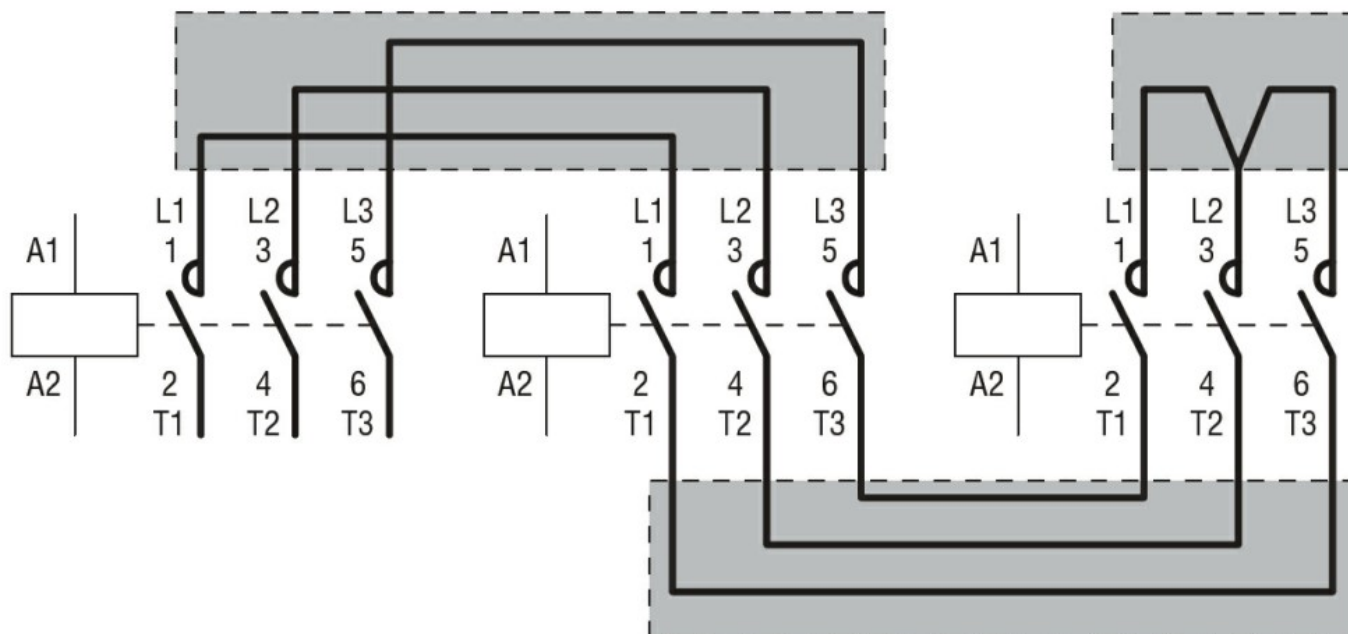 L1 L2 L3 L1 L2 L3 L1 L2 L3
A1 1 3 5 A1 1 3 5 A1 1 3 5
A2 2 4 6 A2 2 4 6 A2 2 4 6
T1 T2 T3 T1 T2 T3 T1 T2 T3